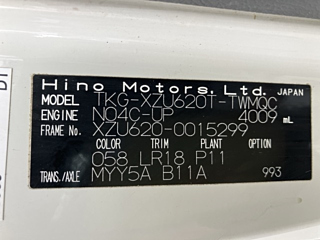 Hino Motors, Ltd. JAPAN
MODEL TKG-XZU620T-TWMQC
ENGINE N04C-UP 4009 mL
FRAME No. XZU620-0015299
COLOR TRIM PLANT OPTION
058 LR18 P11
TRANS./AXLE MYY5A B11A 993